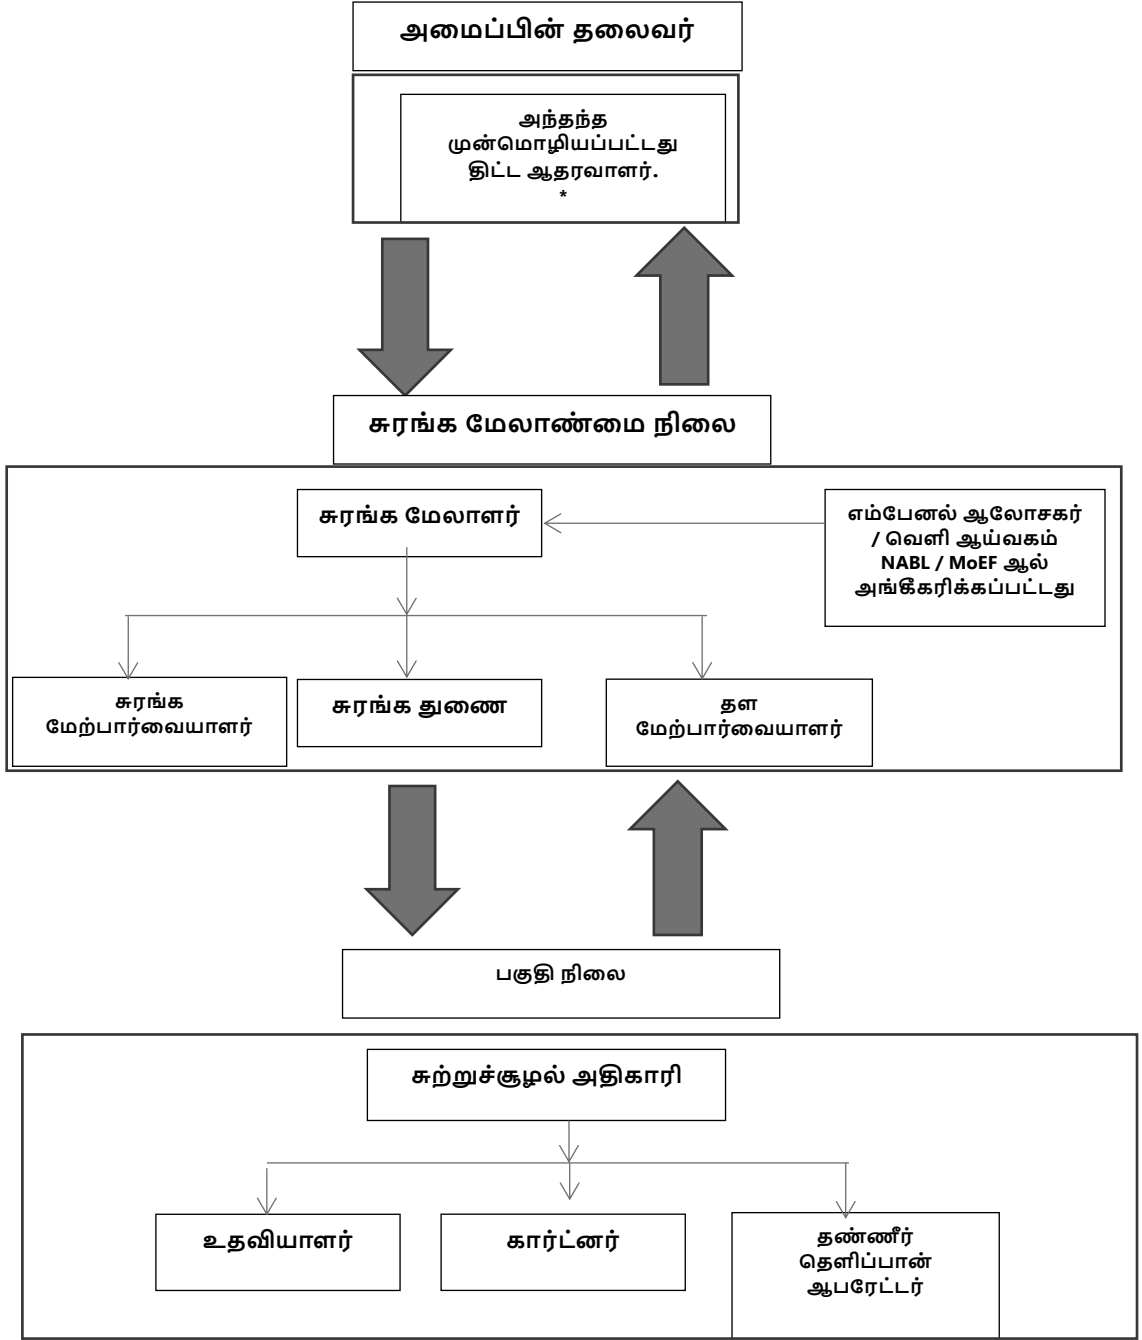 அமைப்பின் தலைவர்
அந்தந்த
முன்மொழியப்பட்டது
திட்ட ஆதரவாளர்.
*
சுரங்க மேலாண்மை நிலை
சுரங்க மேலாளர்
எம்பேனல் ஆலோசகர்
/ வெளி ஆய்வகம்
NABL / MoEF ஆல்
அங்கீகரிக்கப்பட்டது
சுரங்க
மேற்பார்வையாளர்
சுரங்க துணை
தள
மேற்பார்வையாளர்
பகுதி நிலை
சுற்றுச்சூழல் அதிகாரி
உதவியாளர்
கார்ட்னர்
தண்ணீர்
தெளிப்பான்
ஆபரேட்டர்